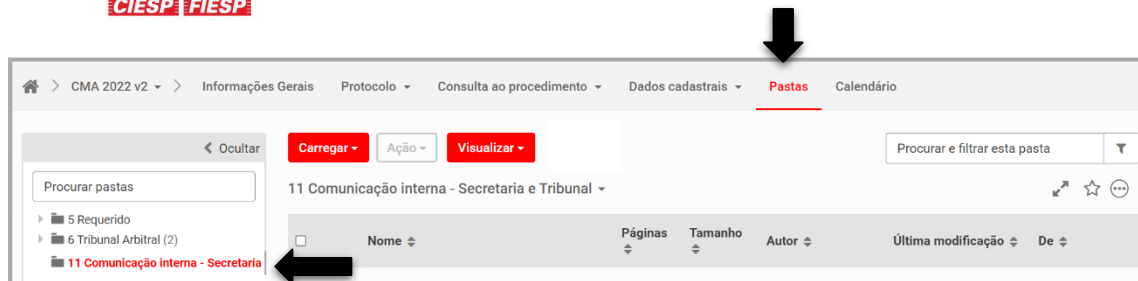 CIESP FIESP
CMA 2022 v2 Informações Gerais Protocolo Consulta ao procedimento Dados cadastrais Pastas Calendário
Ocultar Carregar Ação Visualizar Procurar e filtrar esta pasta
Procurar pastas
11 Comunicação interna - Secretaria e Tribunal
5 Requerido
6 Tribunal Arbitral (2)
11 Comunicação interna - Secretaria
Nome Páginas Tamanho Autor Última modificação De